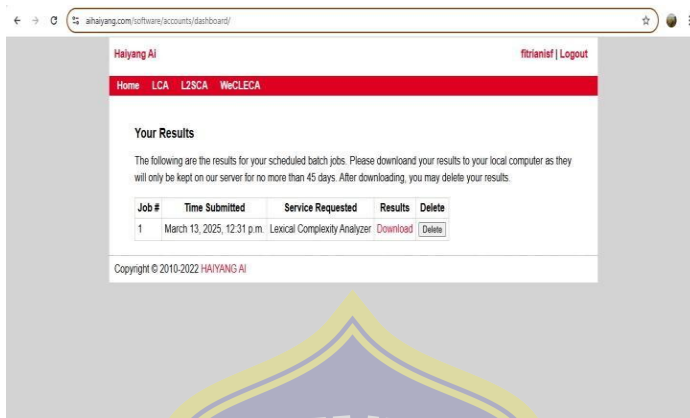 aihaiyang.com/software/accounts/dashboard/
Haiyang Ai
fitrianisf | Logout
Home LCA L2SCA WeCLECA
Your Results
The following are the results for your scheduled batch jobs. Please downloand your results to your local computer as they
will only be kept on our server for no more than 45 days. After downloading, you may delete your results.
Job # Time Submitted Service Requested Results Delete
1 March 13, 2025, 12:31 p.m. Lexical Complexity Analyzer Download Delete
Copyright © 2010-2022 HAIYANG AI